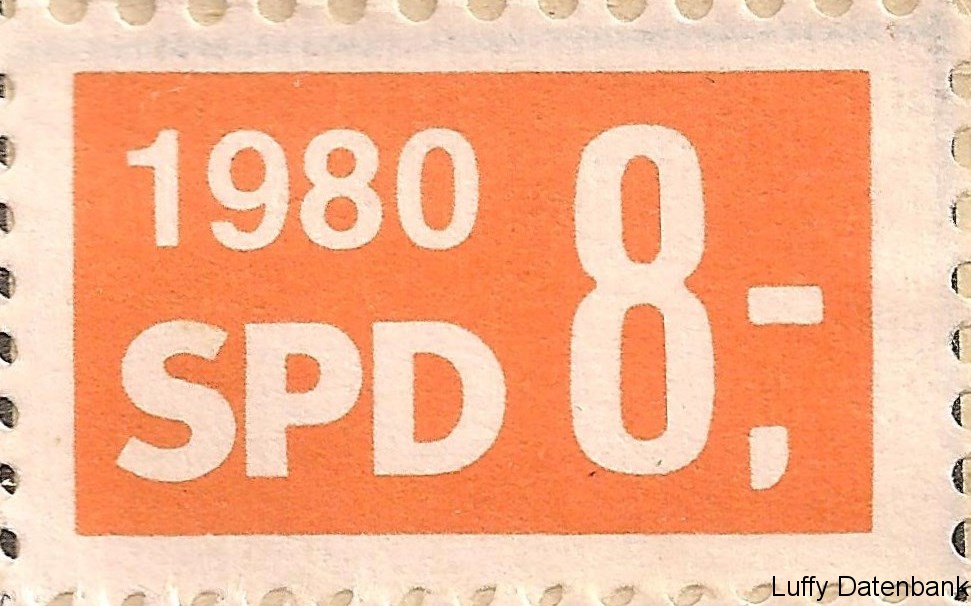 1980
SPD
8,-
Luffy Datenbank